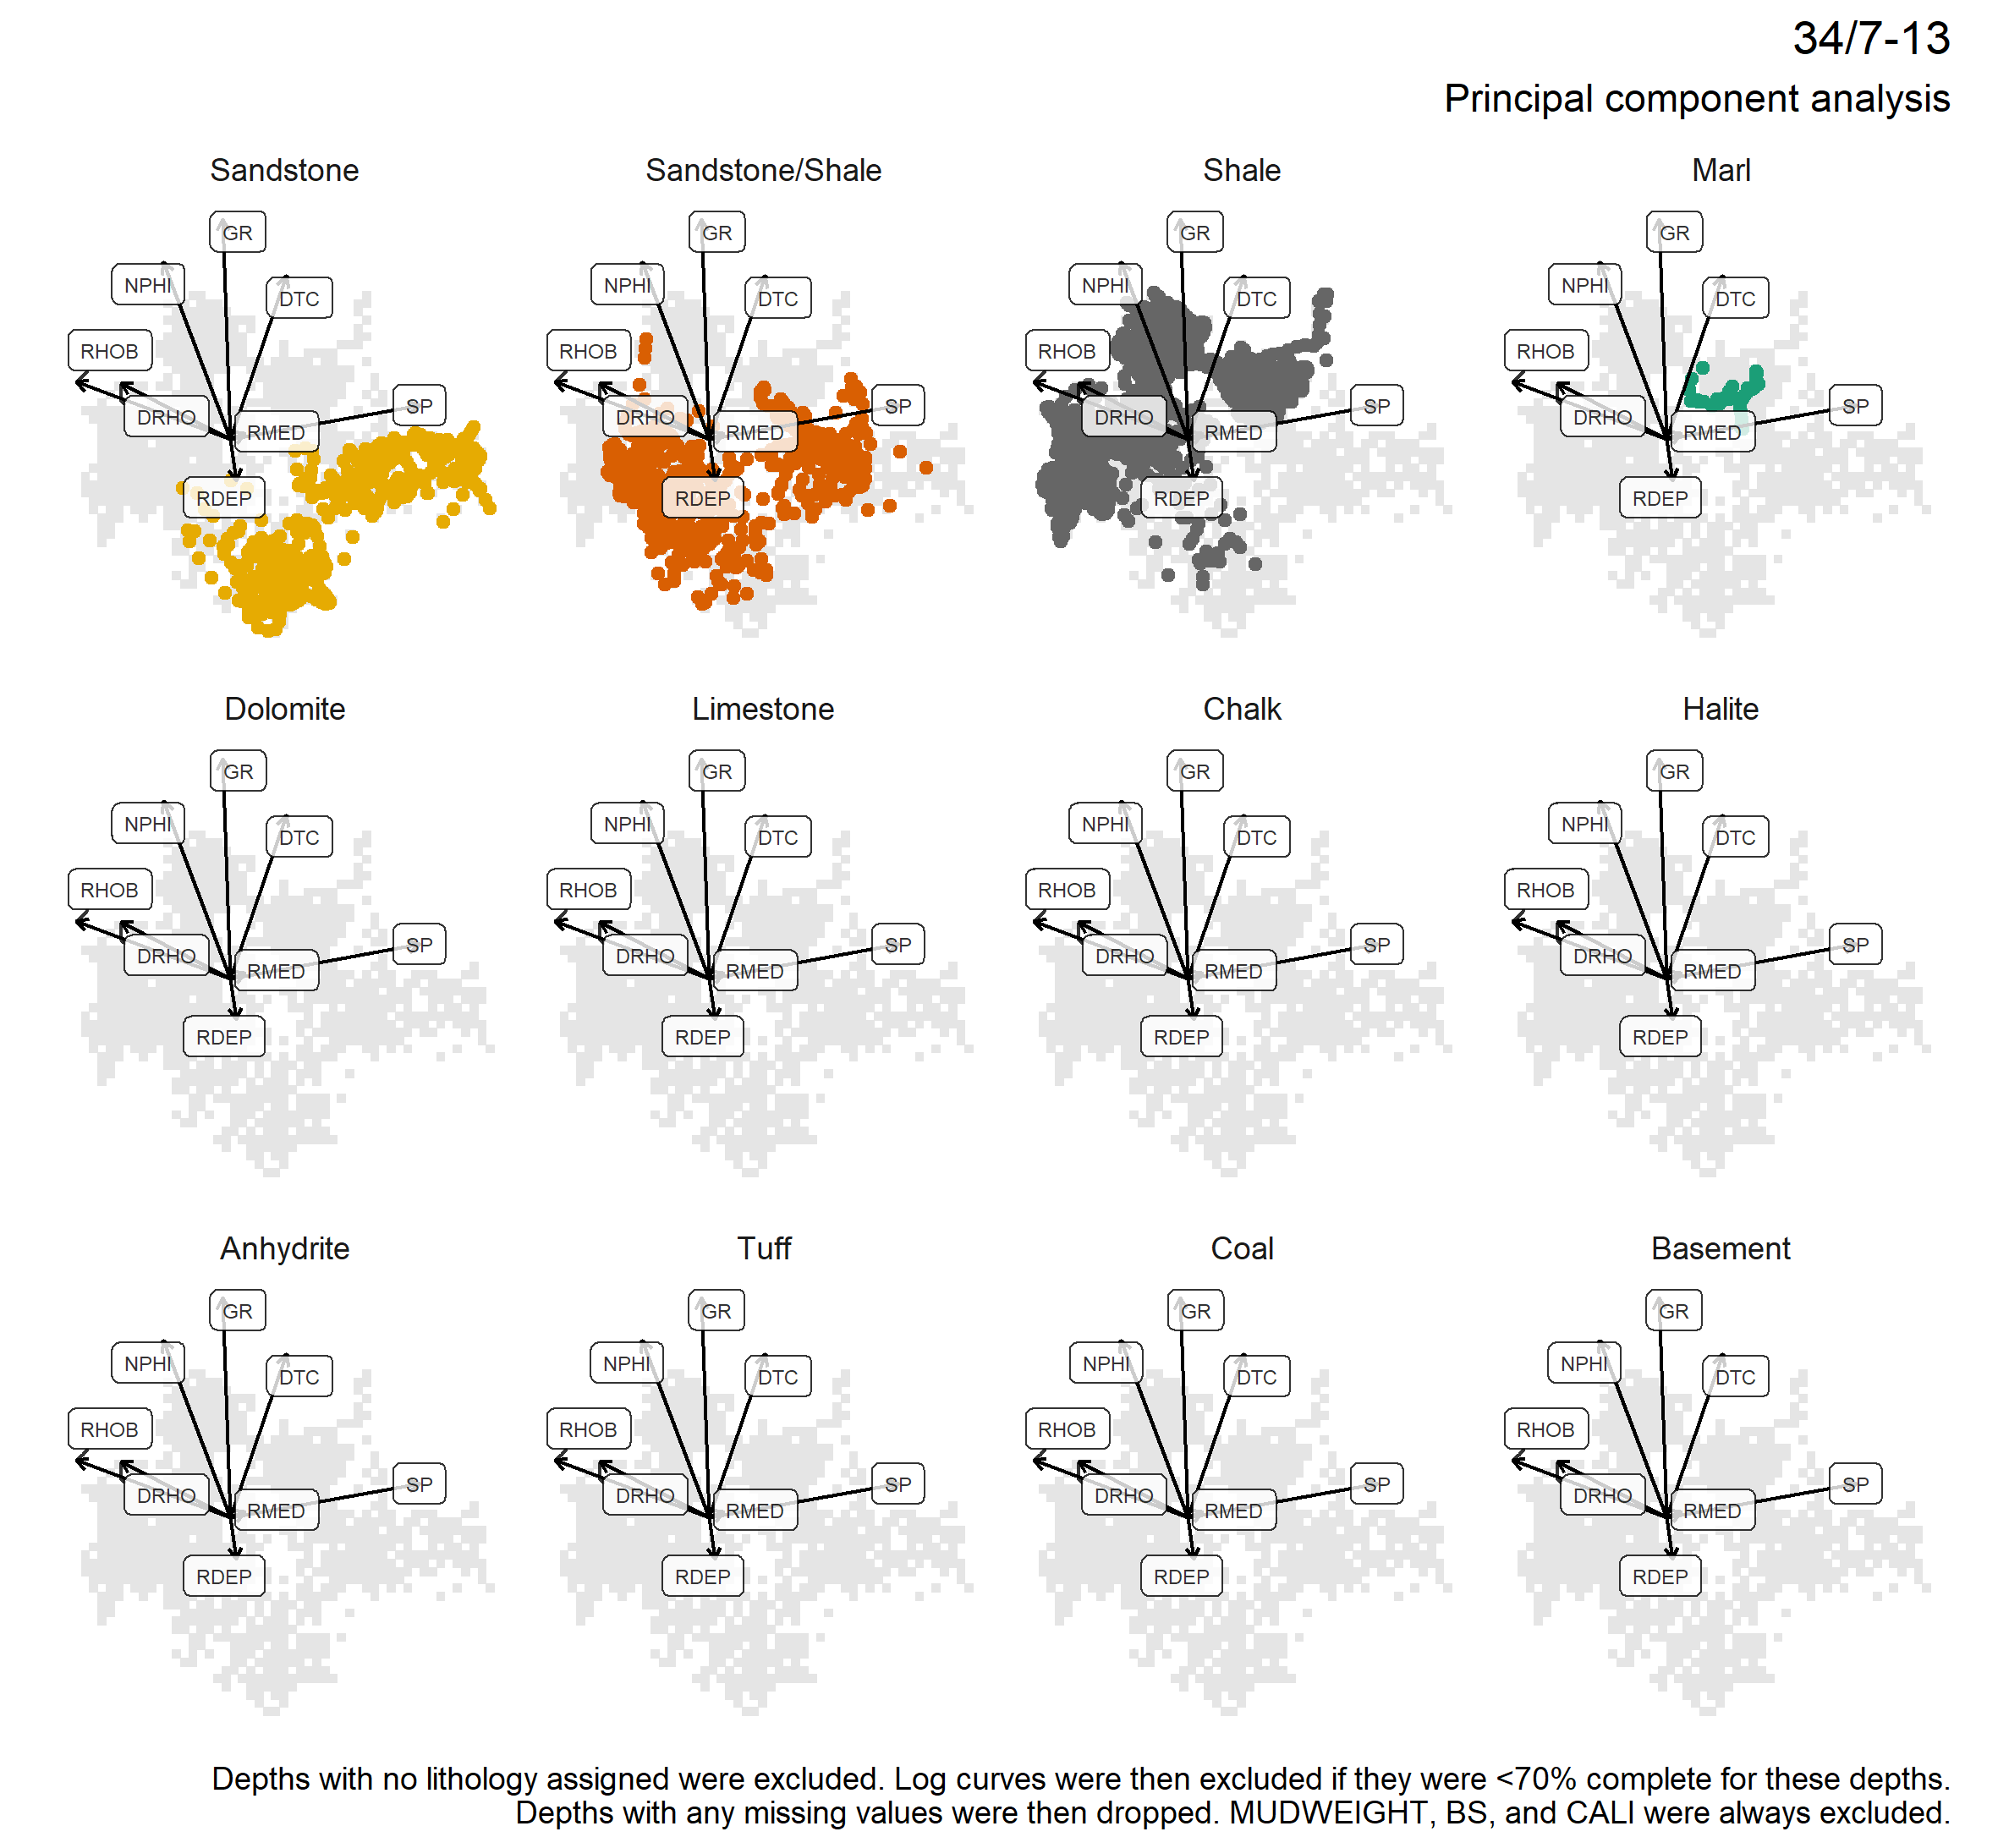 34/7-13
Principal component analysis
Sandstone
GR
NPHI
DTC
RHOB
SP
DRHO
RMED
RDEP
Sandstone/Shale
GR
NPHI
DTC
RHOB
SP
DRHO
RMED
RDEP
Shale
GR
NPHI
DTC
RHOB
SP
DRHO
RMED
RDEP
Marl
GR
NPHI
DTC
RHOB
SP
DRHO
RMED
RDEP
Dolomite
GR
NPHI
DTC
RHOB
SP
DRHO
RMED
RDEP
Limestone
GR
NPHI
DTC
RHOB
SP
DRHO
RMED
RDEP
Chalk
GR
NPHI
DTC
RHOB
SP
DRHO
RMED
RDEP
Halite
GR
NPHI
DTC
RHOB
SP
DRHO
RMED
RDEP
Anhydrite
GR
NPHI
DTC
RHOB
SP
DRHO
RMED
RDEP
Tuff
GR
NPHI
DTC
RHOB
SP
DRHO
RMED
RDEP
Coal
GR
NPHI
DTC
RHOB
SP
DRHO
RMED
RDEP
Basement
GR
NPHI
DTC
RHOB
SP
DRHO
RMED
RDEP
Depths with no lithology assigned were excluded. Log curves were then excluded if they were <70% complete for these depths.
Depths with any missing values were then dropped. MUDWEIGHT, BS, and CALI were always excluded.